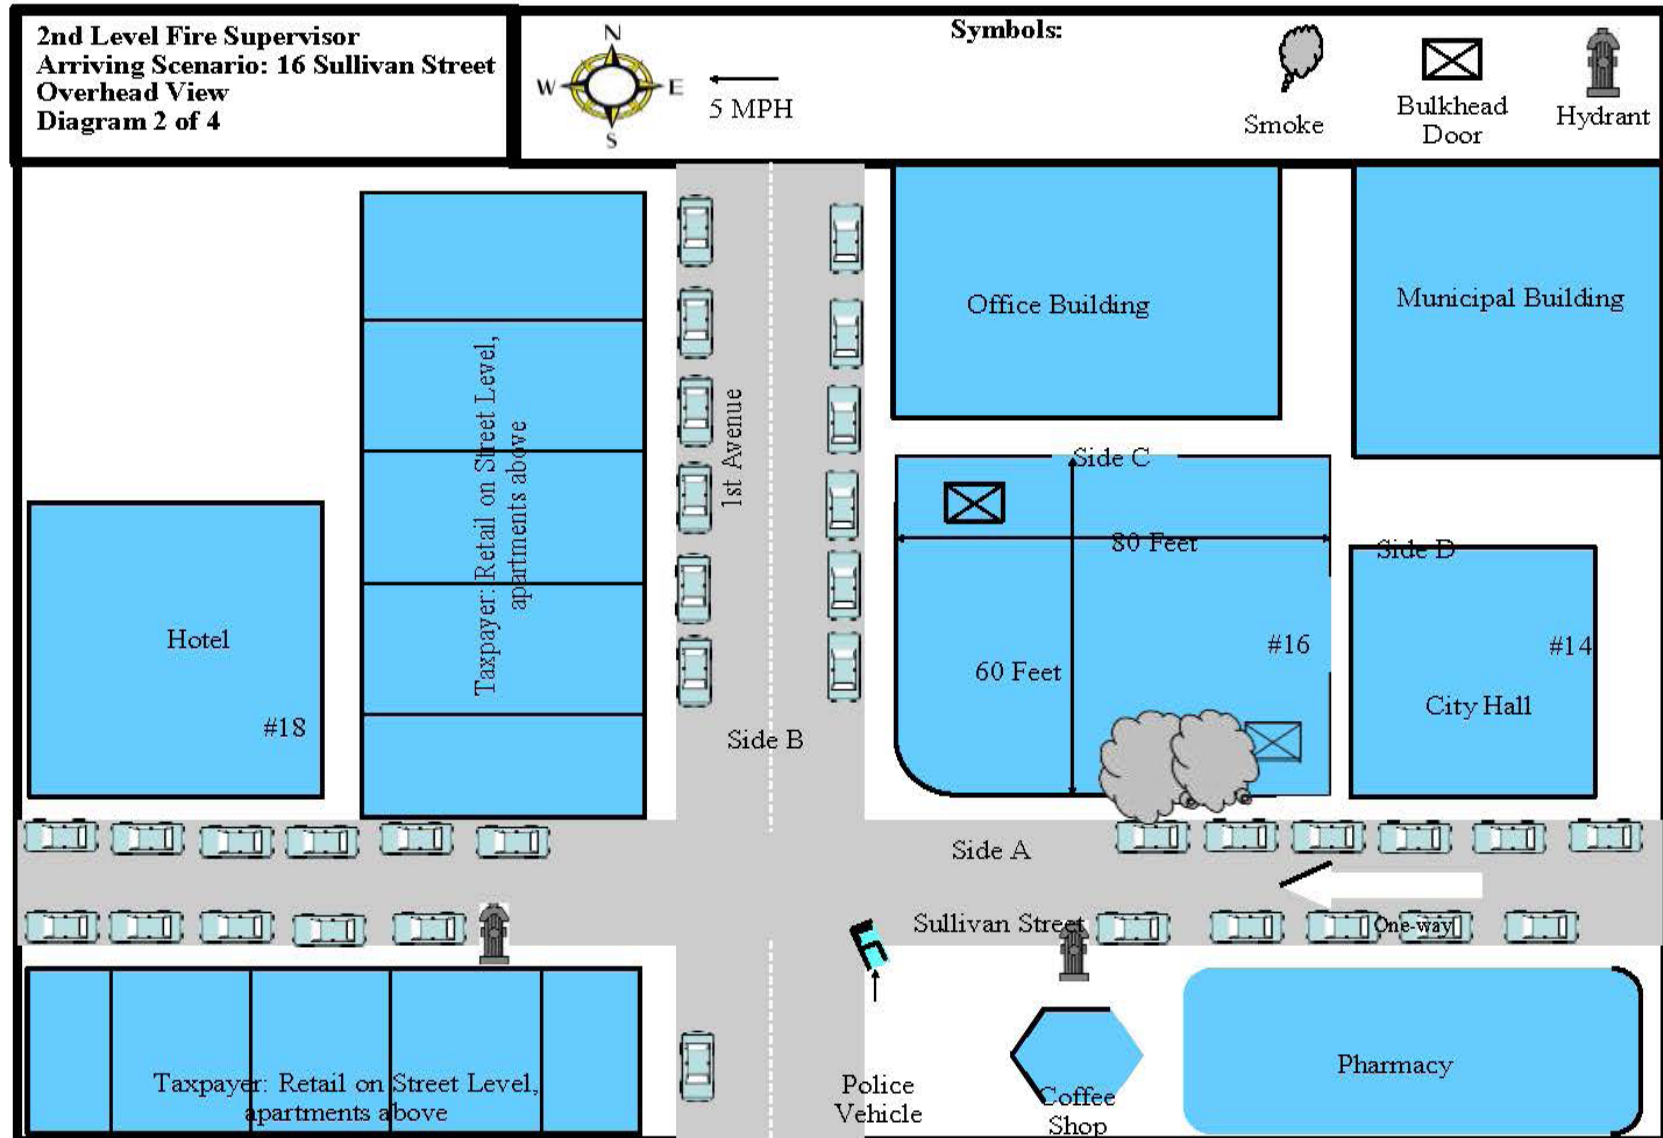 2nd Level Fire Supervisor
Arriving Scenario: 16 Sullivan Street
Overhead View
Diagram 2 of 4
N
W
E
S
5 MPH
Symbols:
Smoke
Bulkhead
Door
Hydrant
Hotel
#18
Taxpayer: Retail on Street Level,
apartments above
1st Avenue
Side B
Office Building
Municipal Building
Side C
80 Feet
60 Feet
#16
Side D
#14
City Hall
Side A
Sullivan Street
One-way
Taxpayer: Retail on Street Level,
apartments above
Police
Vehicle
Coffee
Shop
Pharmacy